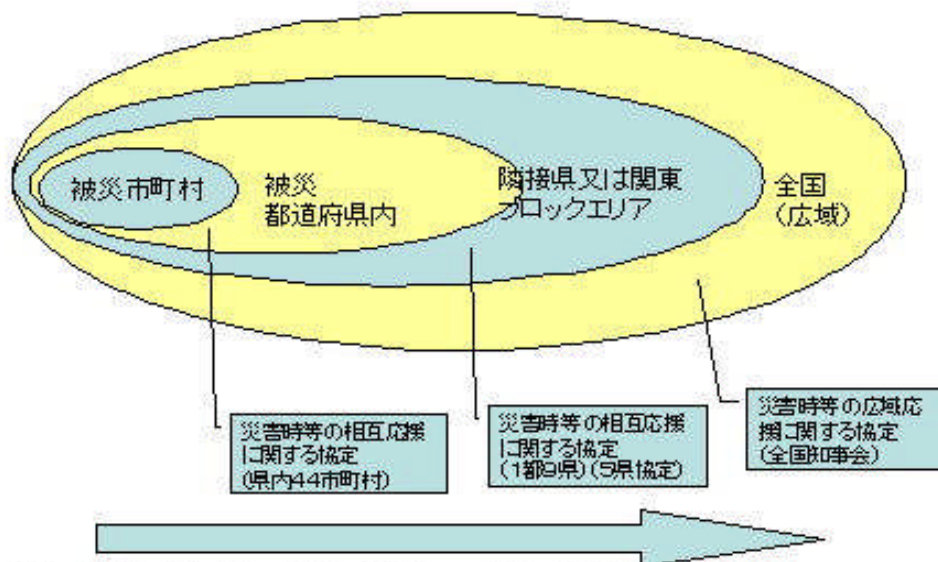 被災市町村
被災
都道府県内
隣接県又は関東
ブロックエリア
全国
(広域)
災害時等の相互応援
に関する協定
(県内44市町村)
災害時等の相互応援
に関する協定
(1都9県)(5県協定)
災害時等の広域応
援に関する協定
(全国知事会)